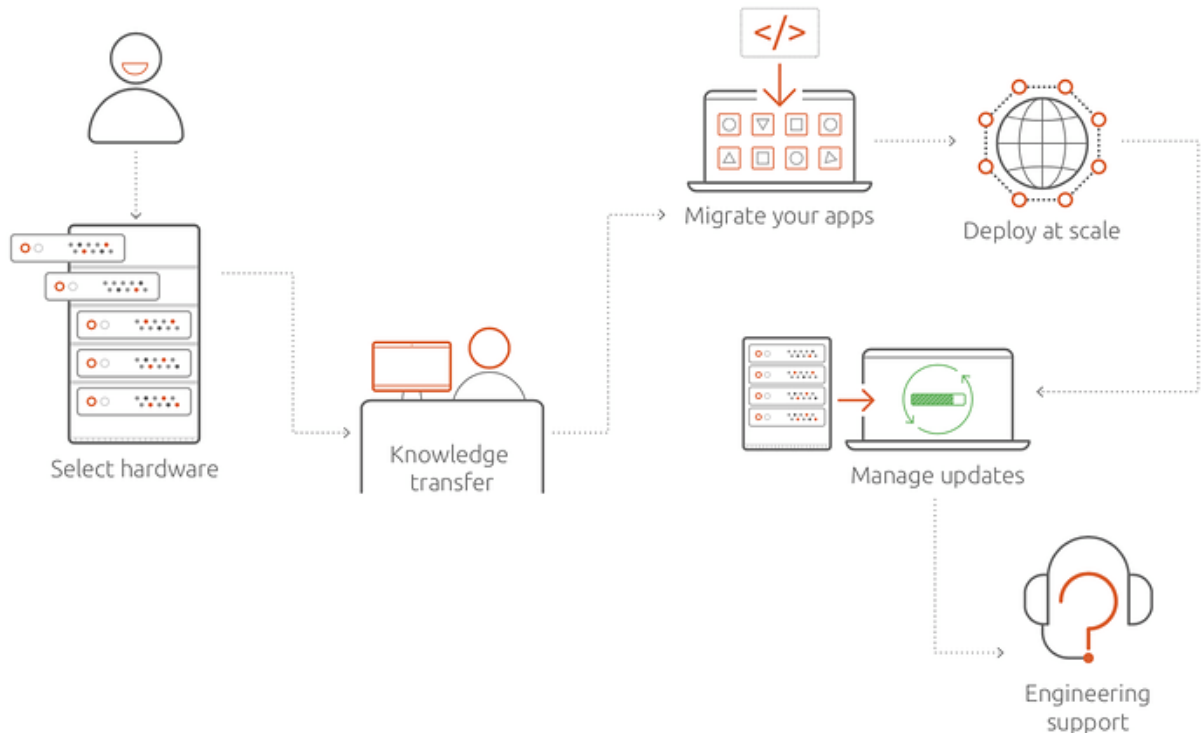 </>
Migrate your apps
Deploy at scale
Select hardware
Knowledge
transfer
Manage updates
Engineering
support